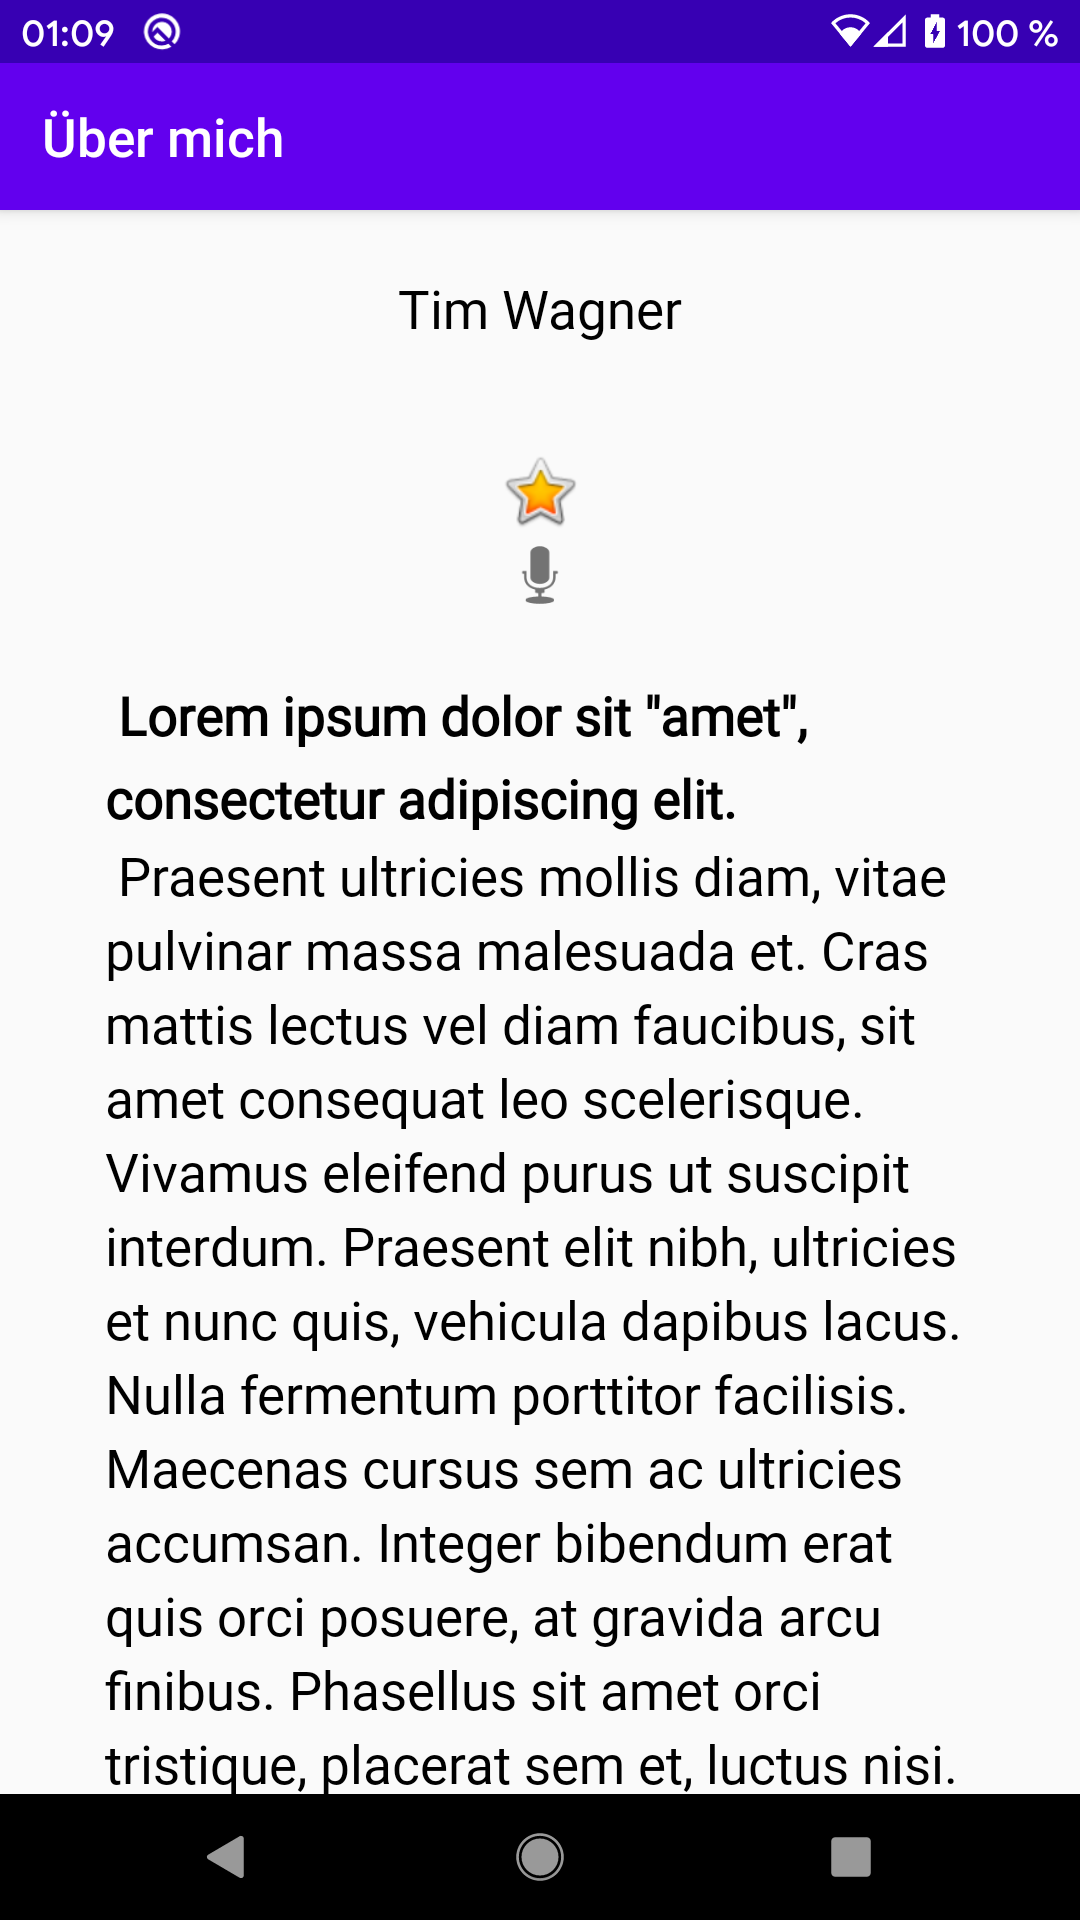 01:09
100 %
Über mich
Tim Wagner
Lorem ipsum dolor sit "amet",
consectetur adipiscing elit.
Praesent ultricies mollis diam, vitae
pulvinar massa malesuada et. Cras
mattis lectus vel diam faucibus, sit
amet consequat leo scelerisque.
Vivamus eleifend purus ut suscipit
interdum. Praesent elit nibh, ultricies
et nunc quis, vehicula dapibus lacus.
Nulla fermentum porttitor facilisis.
Maecenas cursus sem ac ultricies
accumsan. Integer bibendum erat
quis orci posuere, at gravida arcu
finibus. Phasellus sit amet orci
tristique, placerat sem et, luctus nisi.